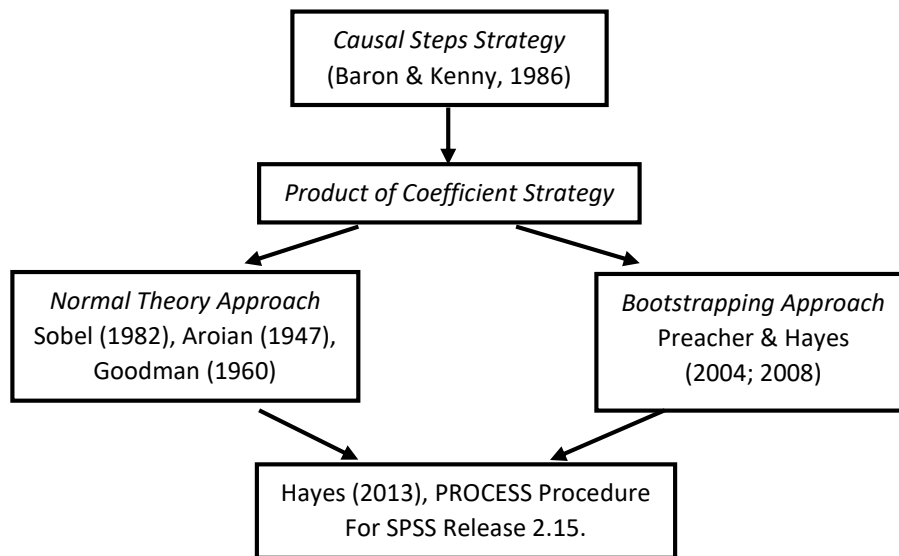 Causal Steps Strategy
(Baron & Kenny, 1986)
Product of Coefficient Strategy
Normal Theory Approach
Sobel (1982), Aroian (1947),
Goodman (1960)
Bootstrapping Approach
Preacher & Hayes
(2004; 2008)
Hayes (2013), PROCESS Procedure
For SPSS Release 2.15.